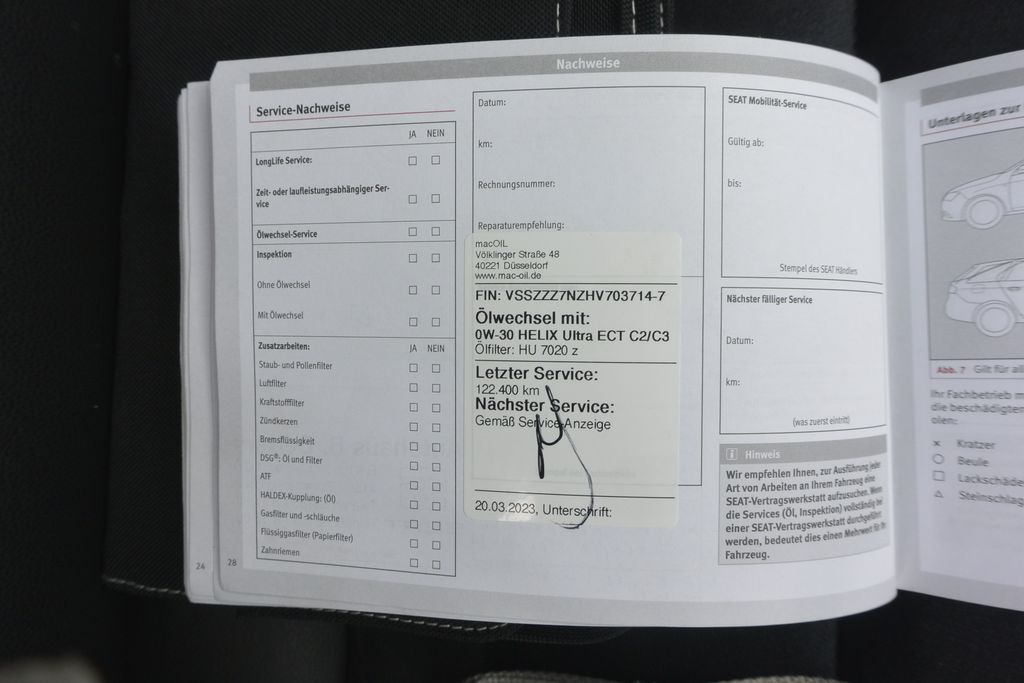 Nachweise
Service-Nachweise
JA NEIN
LongLife Service:
Zeit- oder laufleistungsabhängiger Ser-
vice
Ölwechsel-Service
Inspektion
Ohne Ölwechsel
Mit Ölwechsel
Zusatzarbeiten: JA NEIN
Staub- und Pollenfilter
Luftfilter
Kraftstofffilter
Zündkerzen
Bremsflüssigkeit
DSG®: Öl und Filter
ATF
HALDEX-Kupplung: (Öl)
Gasfilter und -schläuche
Flüssiggasfilter (Papierfilter)
Zahnriemen
24
28
Datum:
km:
Rechnungsnummer:
Reparaturempfehlung:
macOIL
Völklinger Straße 48
40221 Düsseldorf
www.mac-oil.de
FIN: VSSZZZ7NZHV703714-7
Ölwechsel mit:
0W-30 HELIX Ultra ECT C2/C3
Ölfilter: HU 7020 z
Letzter Service:
122.400 km
Nächster Service:
Gemäß Service-Anzeige
20.03.2023, Unterschrift:
SEAT Mobilität-Service
Gültig ab:
bis:
Stempel des SEAT Händlers
Nächster fälliger Service
Datum:
km:
(was zuerst eintritt)
i Hinweis
Wir empfehlen Ihnen, zur Ausführung jeder
Art von Arbeiten an Ihrem Fahrzeug eine
SEAT-Vertragswerkstatt aufzusuchen. Wenn
die Services (Öl, Inspektion) vollständig bei
einer SEAT-Vertragswerkstatt durchgeführt
werden, bedeutet dies einen Mehrwert für Ihr
Fahrzeug.
Unterlagen zur
Abb. 7 Gilt für all
Ihr Fachbetrieb m
die beschädigten
olen:
× Kratzer
Beule
Lackschäde
Steinschlag